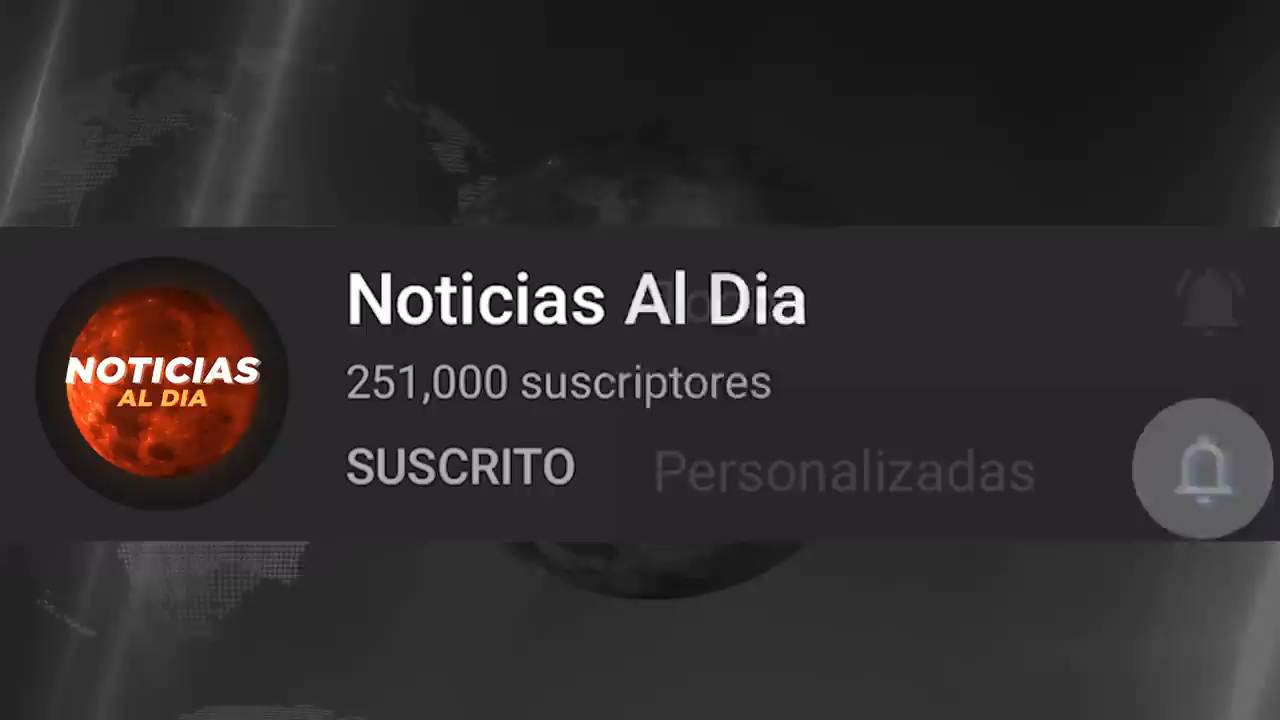 Noticias Al Dia
251,000 suscriptores
NOTICIAS
AL DIA
SUSCRITO
Personalizadas